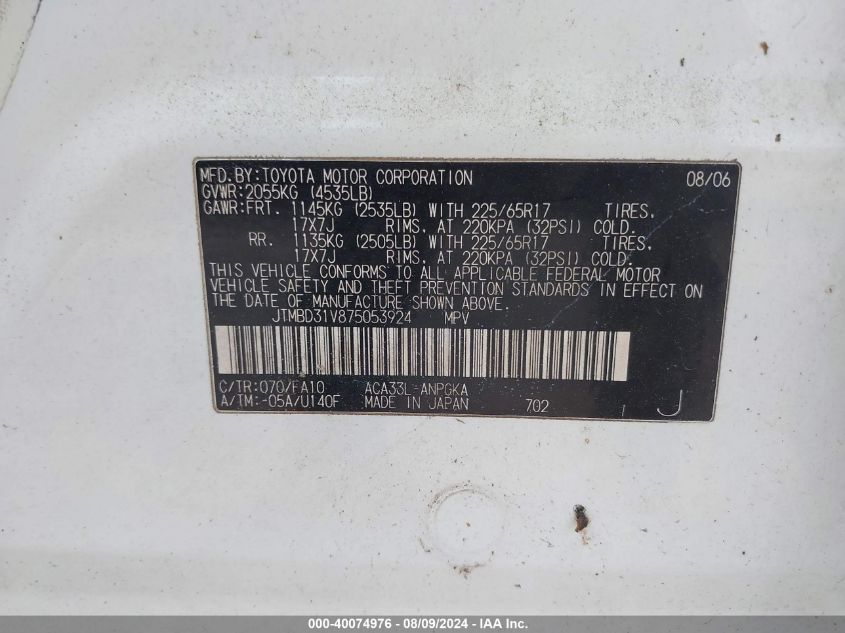 MFD.BY:TOYOTA MOTOR CORPORATION 08/06
GVWR:2055KG (4535LB)
GAWR:FRT. 1145KG (2535LB) WITH 225/65R17 TIRES,
17X7J RIMS, AT 220KPA (32PSI) COLD.
RR. 1135KG (2505LB) WITH 225/65R17 TIRES,
17X7J RIMS, AT 220KPA (32PSI) COLD.
THIS VEHICLE CONFORMS TO ALL APPLICABLE FEDERAL MOTOR
VEHICLE SAFETY AND THEFT PREVENTION STANDARDS IN EFFECT ON
THE DATE OF MANUFACTURE SHOWN ABOVE.
JTMBD31V875053924 MPV
C/TR:070/FA10 ACA33L-ANPGKA
A/TM:-05A/U140F MADE IN JAPAN 702 J
000-40074976 - 08/09/2024 - IAA Inc.